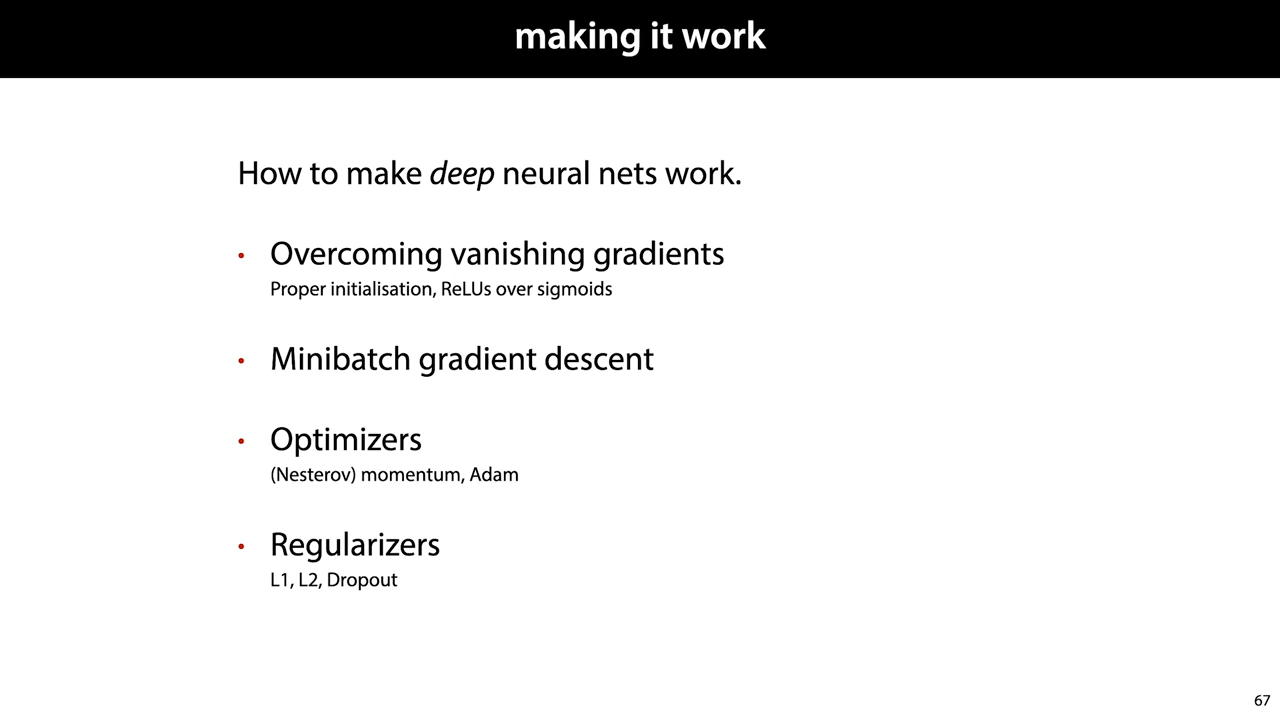 making it work
How to make deep neural nets work.
• Overcoming vanishing gradients
Proper initialisation, ReLUs over sigmoids
• Minibatch gradient descent
• Optimizers
(Nesterov) momentum, Adam
• Regularizers
L1, L2, Dropout
67